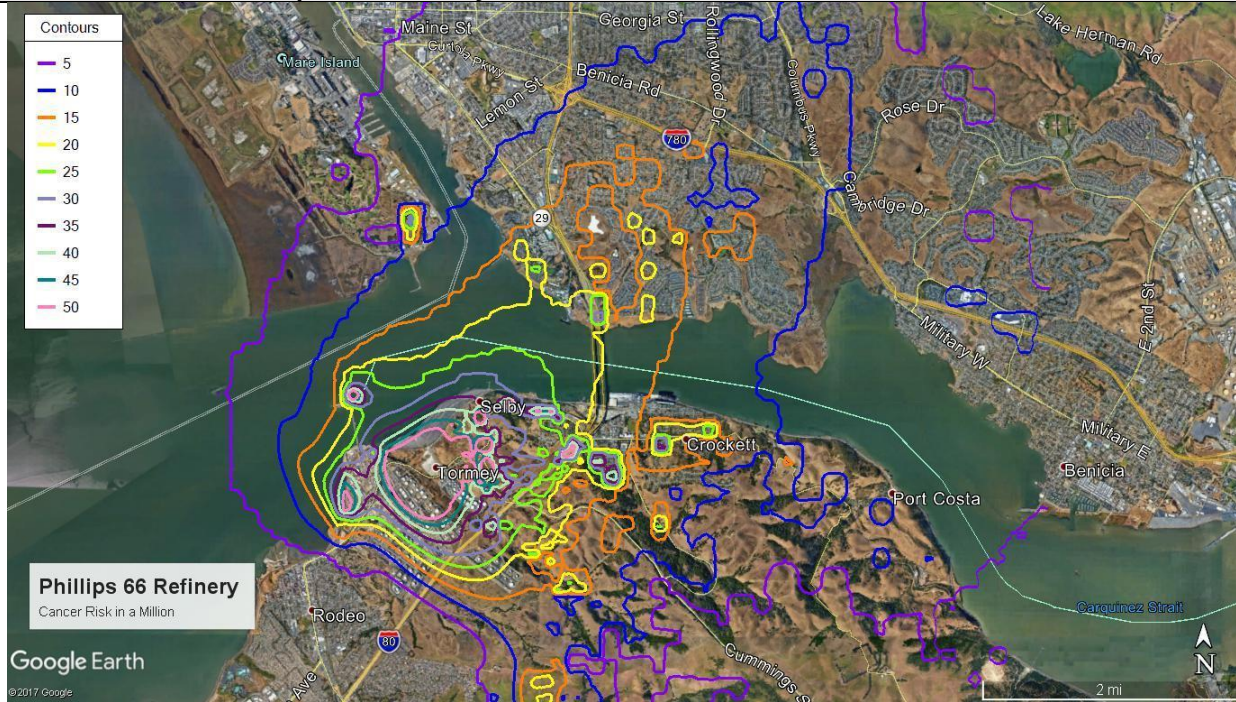 Contours
5
10
15
20
25
30
35
40
45
50
Maine St
Georgia St
Rollingwood Dr
Lake Herman Rd
Curtola Pkwy
Mare Island
Benicia Rd
Columbus Pkwy
Lemon St
Rose Dr
780
Cambridge Dr
29
E 2nd St
Military W
Selby
Crockett
Military E
Tormey
Benicia
Port Costa
Phillips 66 Refinery
Cancer Risk in a Million
Rodeo
Carquinez Strait
80
N
Google Earth
Cummings S
Ave
©2017 Google
2 mi